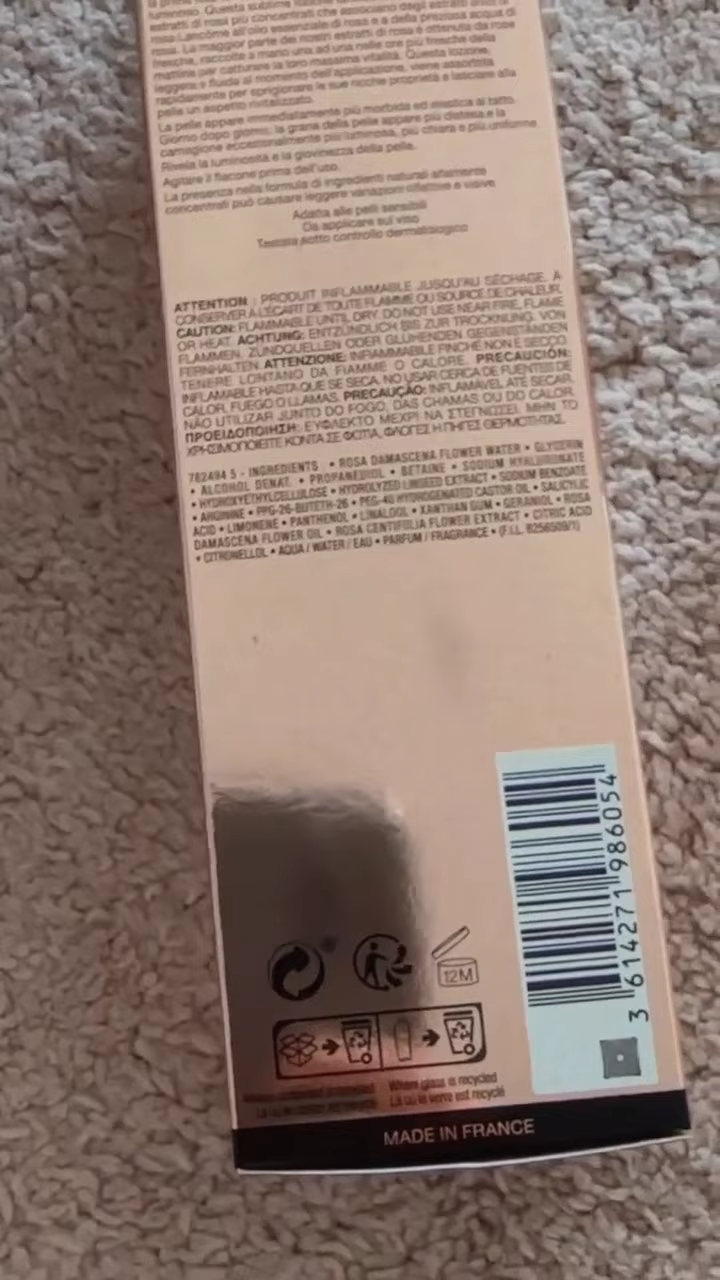 luminoso. Questa sublime lozione
estratti di rosa più concentrati che associano degli estratti di
rosa Lancôme all'olio essenziale di rosa e a della preziosa acqua di
rosa. La maggior parte dei nostri estratti di rosa è ottenuta da rose
fresche, raccolte a mano una ad una nelle ore più fresche della
mattina per catturare la loro massima vitalità. Questa lozione,
leggera e fluida al momento dell'applicazione, viene assorbita
rapidamente per sprigionare le sue ricche proprietà e lasciare alla
pelle un aspetto rivitalizzato.
La pelle appare immediatamente più morbida ed elastica al tatto.
Giorno dopo giorno, la grana della pelle appare più distesa e la
carnagione eccezionalmente più luminosa, più chiara e più uniforme
Rivela la luminosità e la giovinezza della pelle.
Agitare il flacone prima dell'uso.
La presenza nella formula di ingredienti naturali altamente
concentrati può causare leggere variazioni olfattive e visive
Adatta alle pelli sensibili
Da applicare sul viso
Testata sotto controllo dermatologico
ATTENTION : PRODUIT INFLAMMABLE JUSQU'AU SÉCHAGE. À
CONSERVER À L'ÉCART DE TOUTE FLAMME OU SOURCE DE CHALEUR.
CAUTION: FLAMMABLE UNTIL DRY. DO NOT USE NEAR FIRE, FLAME
OR HEAT. ACHTUNG: ENTZÜNDLICH BIS ZUR TROCKNUNG. VON
FLAMMEN, ZÜNDQUELLEN ODER GLÜHENDEN GEGENSTÄNDEN
FERNHALTEN. ATTENZIONE: INFIAMMABILE FINCHÉ NON È SECCO.
TENERE LONTANO DA FIAMME O CALORE. PRECAUCIÓN:
INFLAMABLE HASTA QUE SE SECA. NO USAR CERCA DE FUENTES DE
CALOR, FUEGO O LLAMAS. PRECAUÇÃO: INFLAMÁVEL ATÉ SECAR.
NÃO UTILIZAR JUNTO DO FOGO, DAS CHAMAS OU DO CALOR.
ΠΡΟΕΙΔΟΠΟΙΗΣΗ: ΕΥΦΛΕΚΤΟ ΜΕΧΡΙ ΝΑ ΣΤΕΓΝΩΣΕΙ. ΜΗΝ ΤΟ
ΧΡΗΣΙΜΟΠΟΙΕΙΤΕ ΚΟΝΤΑ ΣΕ ΦΩΤΙΑ, ΦΛΟΓΕΣ Η ΠΗΓΕΣ ΘΕΡΜΟΤΗΤΑΣ.
782494 5 - INGREDIENTS : • ROSA DAMASCENA FLOWER WATER • GLYCERIN
• ALCOHOL DENAT. • PROPANEDIOL • BETAINE • SODIUM HYALURONATE
• HYDROXYETHYLCELLULOSE • HYDROLYZED LINSEED EXTRACT • SODIUM BENZOATE
• ARGININE • PPG-26-BUTETH-26 • PEG-40 HYDROGENATED CASTOR OIL • SALICYLIC
ACID • LIMONENE • PANTHENOL • LINALOOL • XANTHAN GUM • GERANIOL • ROSA
DAMASCENA FLOWER OIL • ROSA CENTIFOLIA FLOWER EXTRACT • CITRIC ACID
• CITRONELLOL • AQUA / WATER / EAU • PARFUM / FRAGRANCE • (F.I.L. B256509/1)
3 614271 986054
12M
Where glass is recycled
Là où le verre est recyclé
MADE IN FRANCE